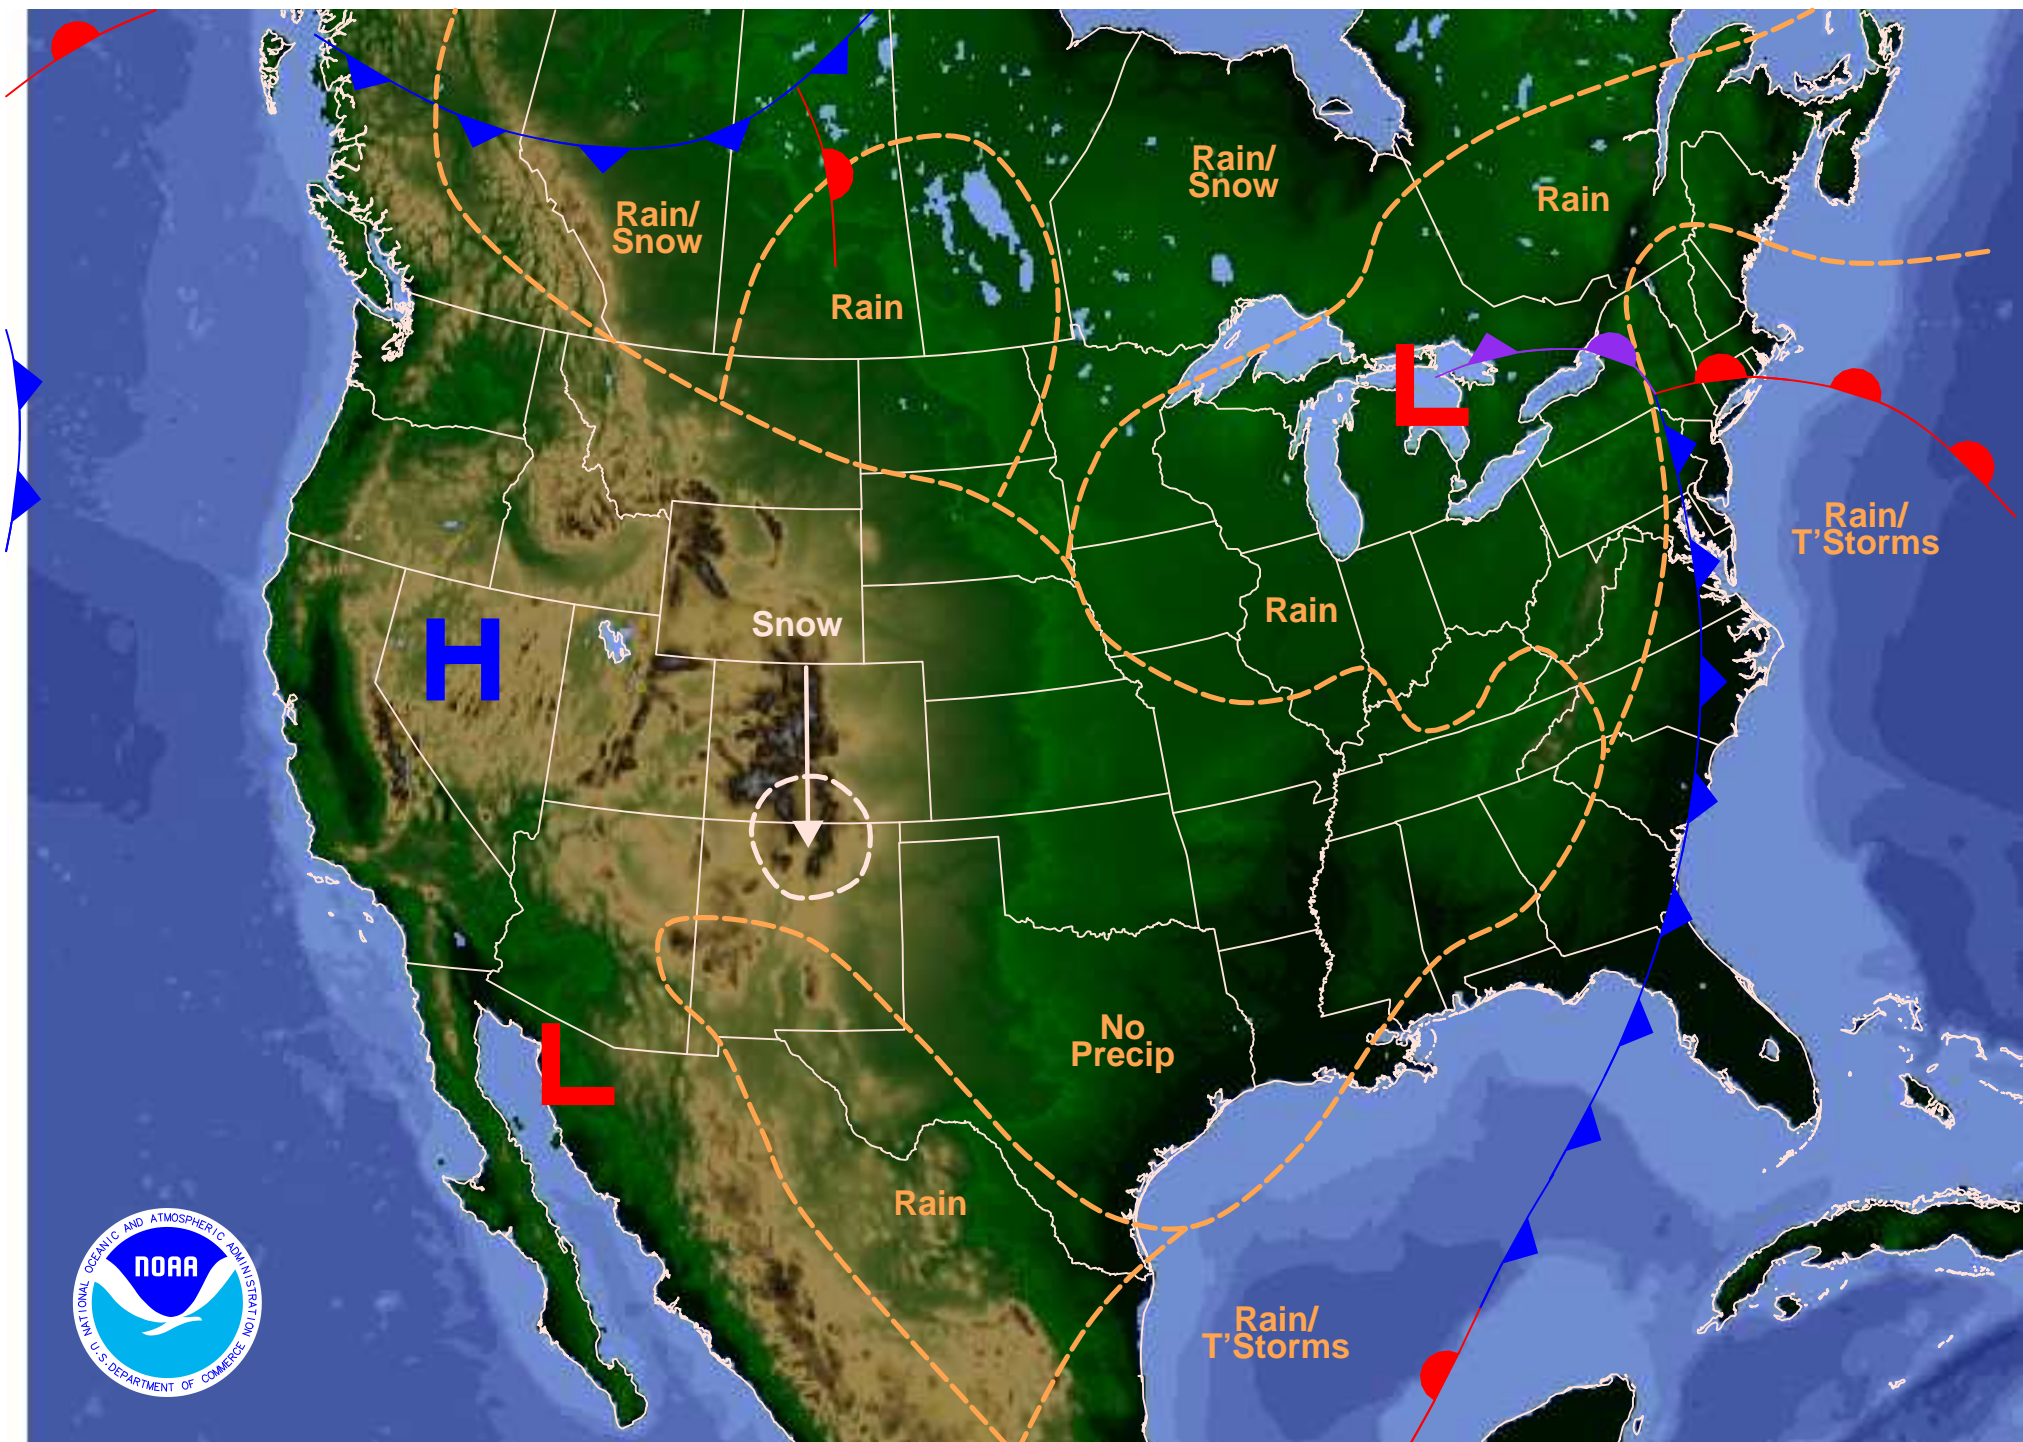 Rain/
Snow
Rain/
Snow
Rain
Rain
Rain/
T'Storms
H
L
Snow
Rain
No
Precip
L
Rain
Rain/
T'Storms
NATIONAL OCEANIC AND ATMOSPHERIC ADMINISTRATION
NOAA
U.S. DEPARTMENT OF COMMERCE